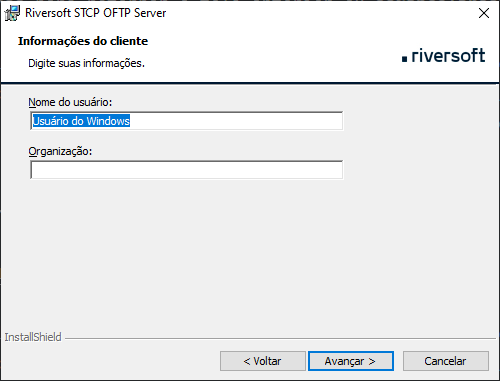 Riversoft STCP OFTP Server
Informações do cliente
Digite suas informações.
riversoft
Nome do usuário:
Usuário do Windows
Organização:
InstallShield
< Voltar
Avançar >
Cancelar